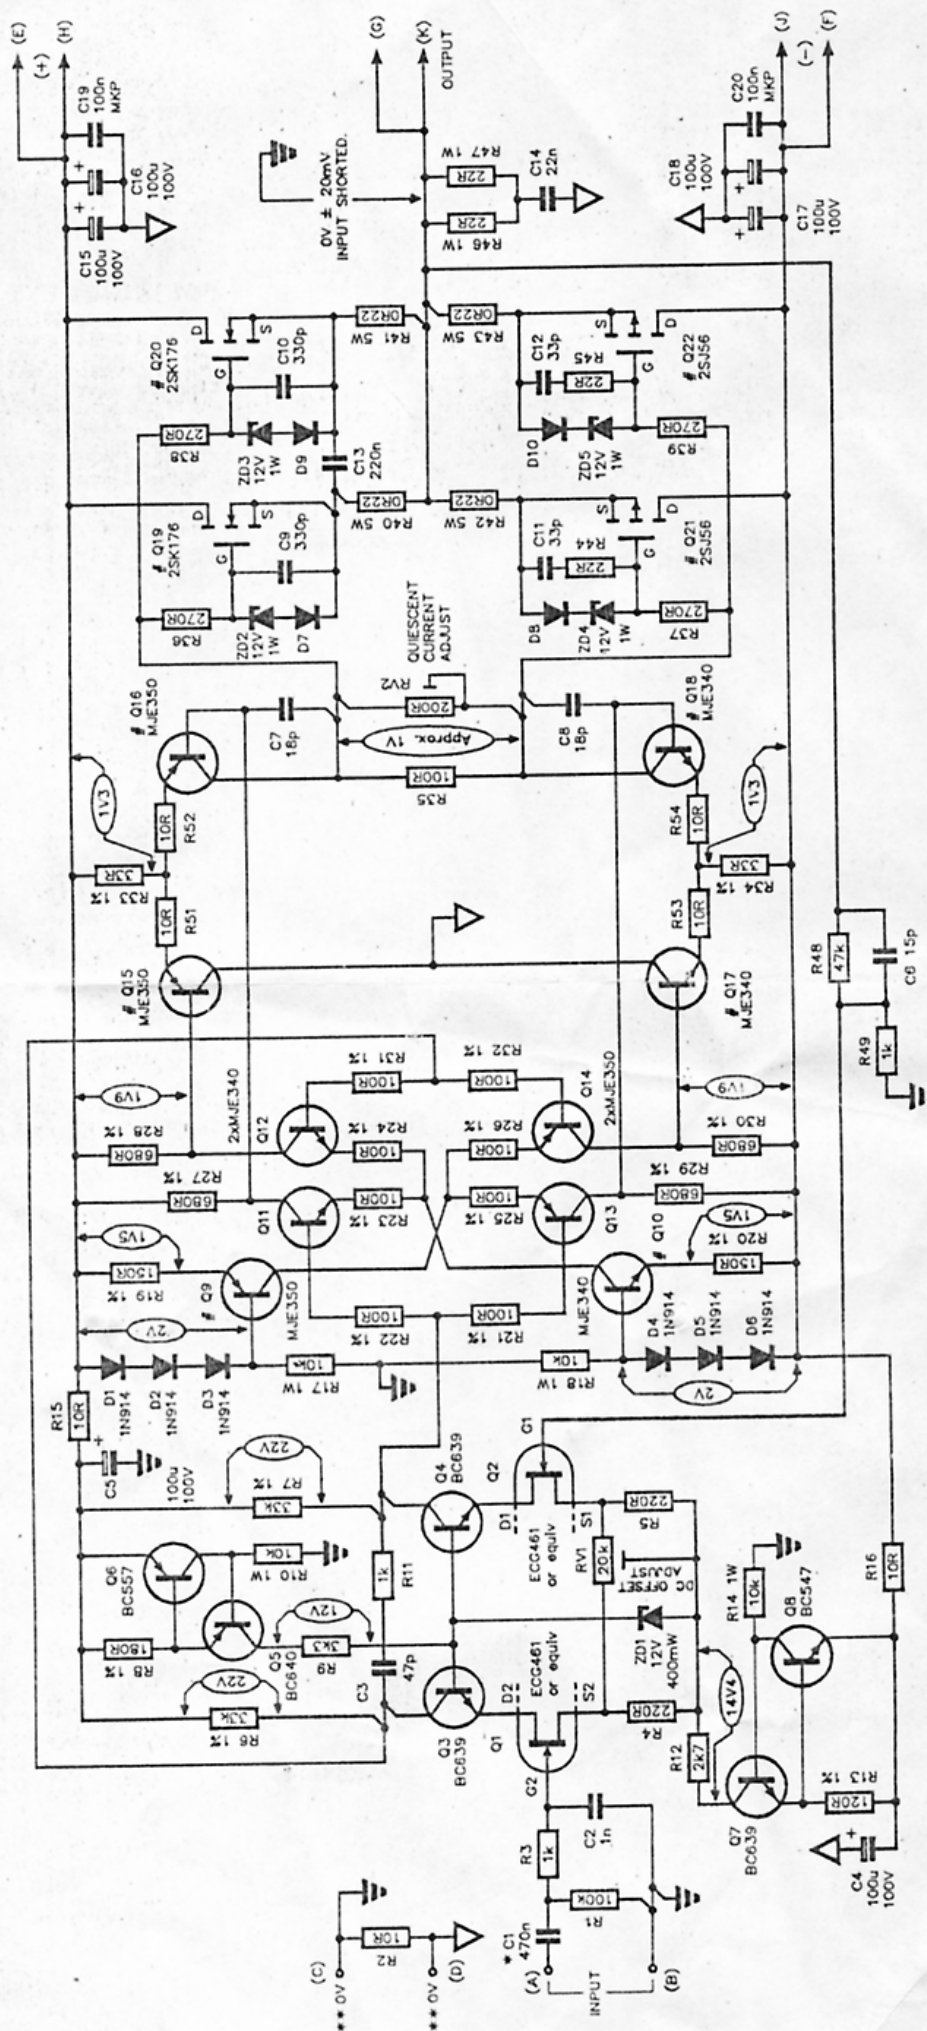 (E)
(+)
(H)
C19
100n
MKP
C16
100u
100V
C15
100u
100V
(G)
(K)
OUTPUT
0V ± 20mV
INPUT SHORTED.
R47 1W
22R
R46 1W
22R
C14
22n
(J)
(-)
(F)
C20
100n
MKP
C18
100u
100V
C17
100u
100V
# Q20
2SK176
D
G
S
R38
270R
ZD3
12V
1W
D9
C10
330p
C13
220n
R41 5W
0R22
R43 5W
0R22
C12
33p
R45
22R
D10
ZD5
12V
1W
S
G
D
# Q22
2SJ56
R39
270R
# Q19
2SK176
D
G
S
R36
270R
ZD2
12V
1W
D7
C9
330p
R40 5W
0R22
R42 5W
0R22
C11
33p
R44
22R
D8
ZD4
12V
1W
S
G
D
# Q21
2SJ56
R37
270R
QUIESCENT
CURRENT
ADJUST
RV2
200R
# Q16
MJE350
C7
18p
Approx. 1V
R35
100R
C8
18p
# Q18
MJE340
1V3
R33 1%
33R
R52
10R
R51
10R
# Q15
MJE350
1V3
R54
10R
R53
10R
R34 1%
33R
# Q17
MJE340
R48
47k
C6 15p
R49
1k
1V9
R28 1%
680R
R27 1%
680R
2xMJE340
Q12
Q11
R31 1%
100R
R32 1%
100R
R24 1%
100R
R23 1%
100R
R26 1%
100R
R25 1%
100R
Q14
Q13
2xMJE350
1V9
R30 1%
680R
R29 1%
680R
1V5
R19 1%
150R
# Q9
MJE350
2V
R22 1%
100R
R21 1%
100R
# Q10
MJE340
1V5
R20 1%
150R
D1
1N914
D2
1N914
D3
1N914
R17 1W
10k
R18 1W
10k
D4
1N914
D5
1N914
D6
1N914
2V
R15
10R
C5
100u
100V
R7 1%
33k
22V
Q6
BC557
R10 1W
10k
R8 1%
180R
Q5
BC640
R9
3k3
12V
R6 1%
33k
22V
R11
1k
C3
47p
Q4
BC639
Q3
BC639
Q2
D1
G1
S1
ECG461
or equiv
Q1
D2
G2
S2
ECG461
or equiv
RV1
20k
DC OFFSET
ADJUST
R5
220R
R4
220R
ZD1
12V
400mW
R12
2k7
14V4
R14 1W
10k
Q8
BC547
R16
10R
Q7
BC639
R13 1%
120R
C4
100u
100V
R3
1k
C2
1n
R1
100k
* C1
470n
(A)
INPUT
(B)
(C)
** 0V
R2
10R
(D)
** 0V